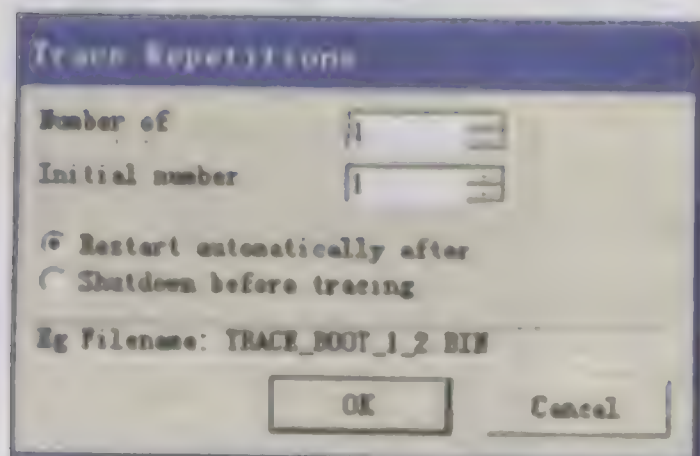 Trace Repetitions
Number of 1
Initial number 1
Restart automatically after
Shutdown before tracing
Eg Filename: TRACE_BOOT_1_2 BIN
OK Cancel